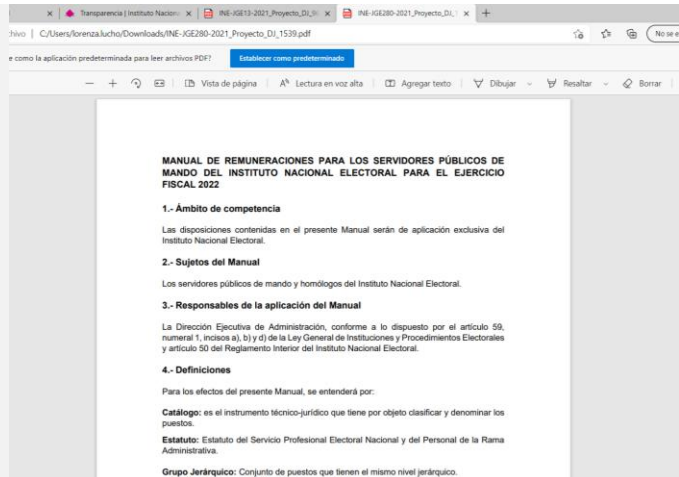 Transparencia | Instituto Nacion
INE-JGE13-2021_Proyecto_DJ_
INE-JGE280-2021_Proyecto_DJ_1
hivo | C:/Users/lorenza.lucho/Downloads/INE-JGE280-2021_Proyecto_DJ_1539.pdf
No se e
e como la aplicación predeterminada para leer archivos PDF?
Establecer como predeterminado
Vista de página | Lectura en voz alta | Agregar texto | Dibujar Resaltar Borrar
MANUAL DE REMUNERACIONES PARA LOS SERVIDORES PÚBLICOS DE
MANDO DEL INSTITUTO NACIONAL ELECTORAL PARA EL EJERCICIO
FISCAL 2022
1.- Ámbito de competencia
Las disposiciones contenidas en el presente Manual serán de aplicación exclusiva del
Instituto Nacional Electoral.
2.- Sujetos del Manual
Los servidores públicos de mando y homólogos del Instituto Nacional Electoral.
3.- Responsables de la aplicación del Manual
La Dirección Ejecutiva de Administración, conforme a lo dispuesto por el artículo 59,
numeral 1, incisos a), b) y d) de la Ley General de Instituciones y Procedimientos Electorales
y artículo 50 del Reglamento Interior del Instituto Nacional Electoral.
4.- Definiciones
Para los efectos del presente Manual, se entenderá por:
Catálogo: es el instrumento técnico-jurídico que tiene por objeto clasificar y denominar los
puestos.
Estatuto: Estatuto del Servicio Profesional Electoral Nacional y del Personal de la Rama
Administrativa.
Grupo Jerárquico: Conjunto de puestos que tienen el mismo nivel jerárquico.